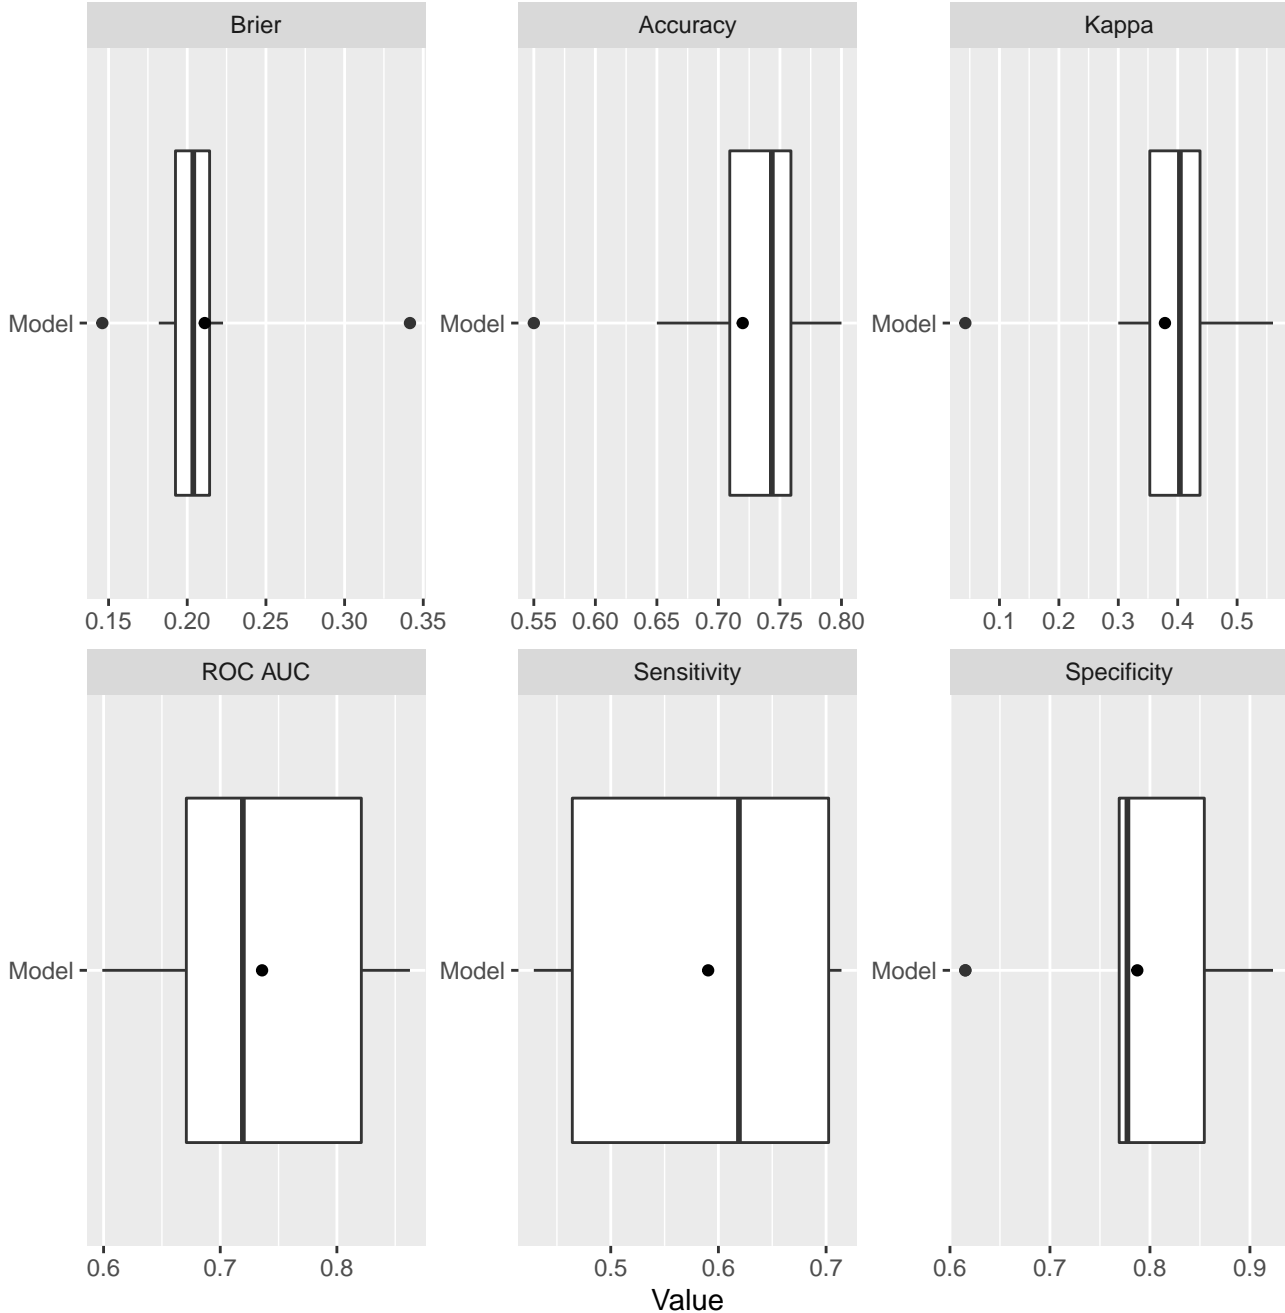 Brier Accuracy Kappa
Model Model Model
0.15 0.20 0.25 0.30 0.35 0.55 0.60 0.65 0.70 0.75 0.80 0.1 0.2 0.3 0.4 0.5
ROC AUC Sensitivity Specificity
Model Model Model
0.6 0.7 0.8 0.5 0.6 0.7 0.6 0.7 0.8 0.9
Value